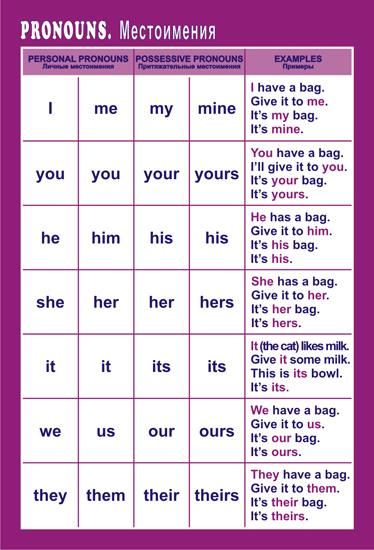 PRONOUNS. Местоимения
PERSONAL PRONOUNS POSSESSIVE PRONOUNS EXAMPLES
Личные местоимения Притяжательные местоимения Примеры
I me my mine
I have a bag.
Give it to me.
It's my bag.
It's mine.
you you your yours
You have a bag.
I'll give it to you.
It's your bag.
It's yours.
he him his his
He has a bag.
Give it to him.
It's his bag.
It's his.
she her her hers
She has a bag.
Give it to her.
It's her bag.
It's hers.
it it its its
It (the cat) likes milk.
Give it some milk.
This is its bowl.
It's its.
we us our ours
We have a bag.
Give it to us.
It's our bag.
It's ours.
they them their theirs
They have a bag.
Give it to them.
It's their bag.
It's theirs.